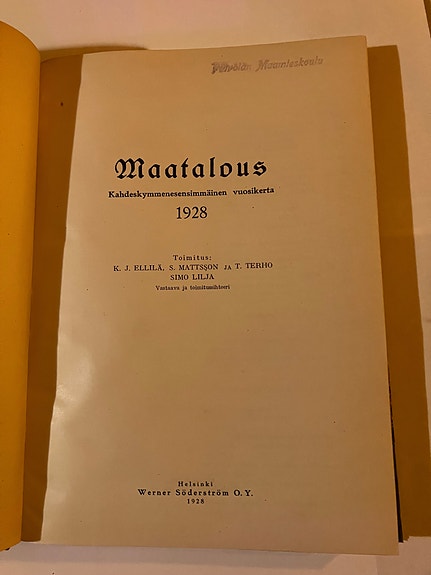 Päivölän Maamieskoulu
Maatalous
Kahdeskymmenesensimmäinen vuosikerta
1928
Toimitus:
K. J. ELLILÄ, S. MATTSSON JA T. TERHO
SIMO LILJA
Vastaava ja toimitussihteeri
Helsinki
Werner Söderström O. Y.
1928